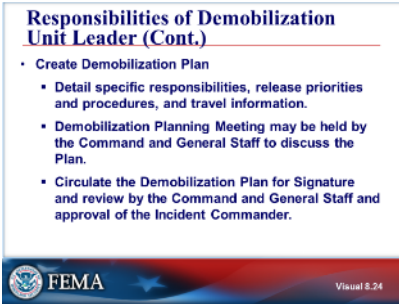 Responsibilities of Demobilization
Unit Leader (Cont.)
• Create Demobilization Plan
▪ Detail specific responsibilities, release priorities
and procedures, and travel information.
▪ Demobilization Planning Meeting may be held by
the Command and General Staff to discuss the
Plan.
▪ Circulate the Demobilization Plan for Signature
and review by the Command and General Staff and
approval of the Incident Commander.
FEMA
Visual 8.24